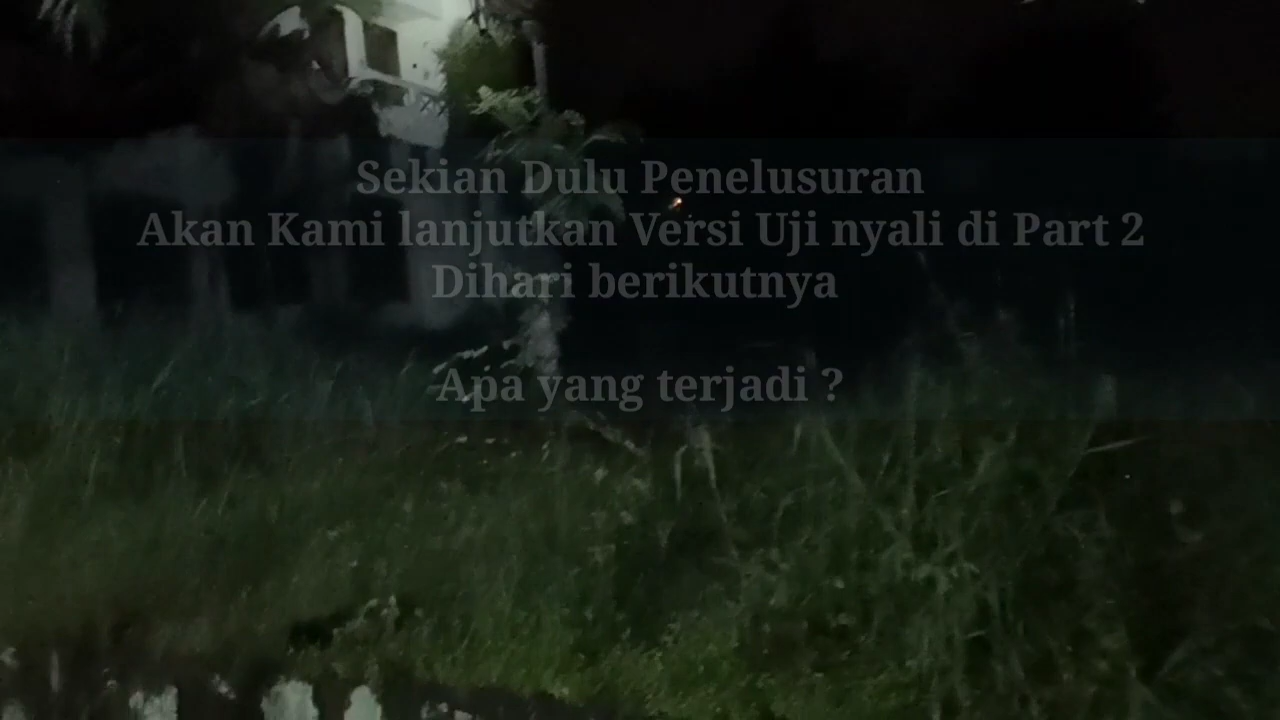 Sekian Dulu Penelusuran
Akan Kami lanjutkan Versi Uji nyali di Part 2
Dihari berikutnya
Apa yang terjadi ?